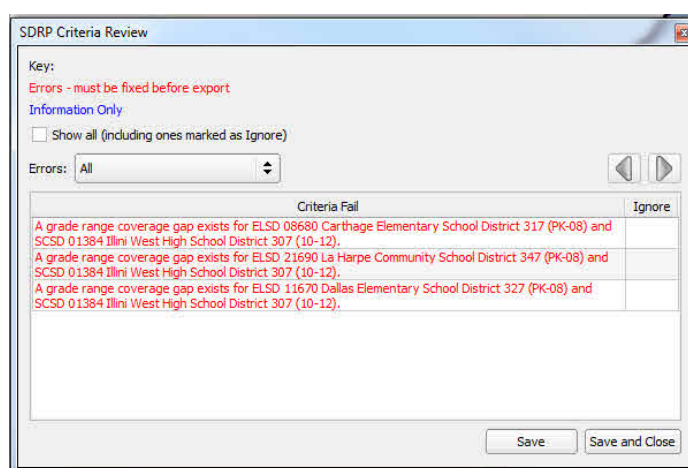 SDRP Criteria Review
Key:
Errors - must be fixed before export
Information Only
Show all (including ones marked as Ignore)
Errors: All
Criteria Fail Ignore
A grade range coverage gap exists for ELSD 08680 Carthage Elementary School District 317 (PK-08) and
SCSD 01384 Illini West High School District 307 (10-12).
A grade range coverage gap exists for ELSD 21690 La Harpe Community School District 347 (PK-08) and
SCSD 01384 Illini West High School District 307 (10-12).
A grade range coverage gap exists for ELSD 11670 Dallas Elementary School District 327 (PK-08) and
SCSD 01384 Illini West High School District 307 (10-12).
Save Save and Close